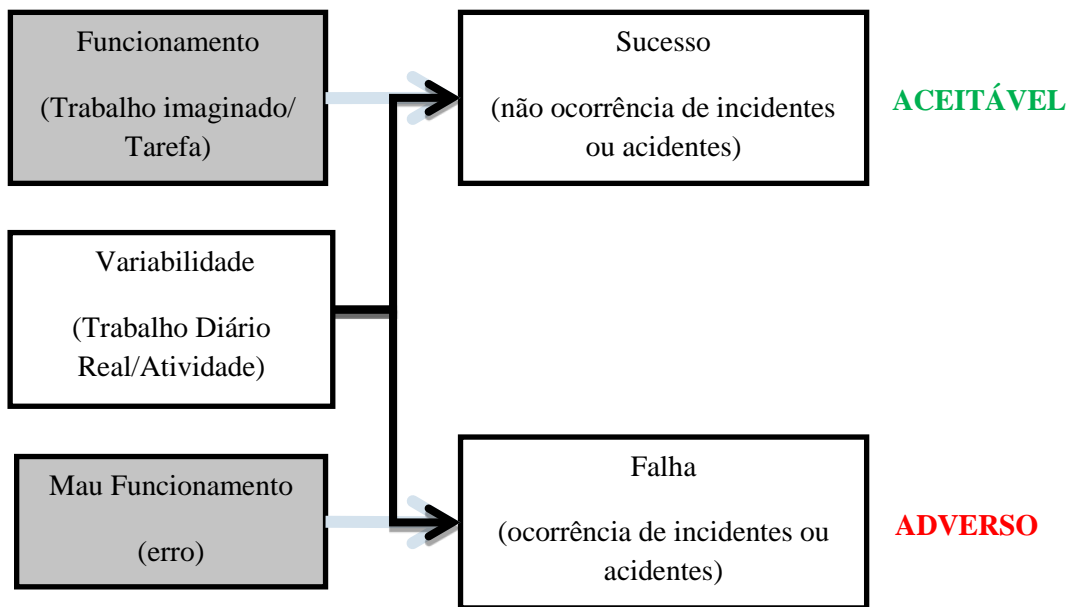 Funcionamento
(Trabalho imaginado/
Tarefa)
Sucesso
(não ocorrência de incidentes
ou acidentes)
ACEITÁVEL
Variabilidade
(Trabalho Diário
Real/Atividade)
Mau Funcionamento
(erro)
Falha
(ocorrência de incidentes ou
acidentes)
ADVERSO